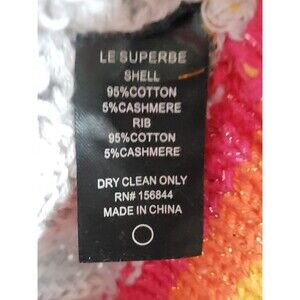 LE SUPERBE
SHELL
95%COTTON
5%CASHMERE
RIB
95%COTTON
5%CASHMERE
DRY CLEAN ONLY
RN# 156844
MADE IN CHINA